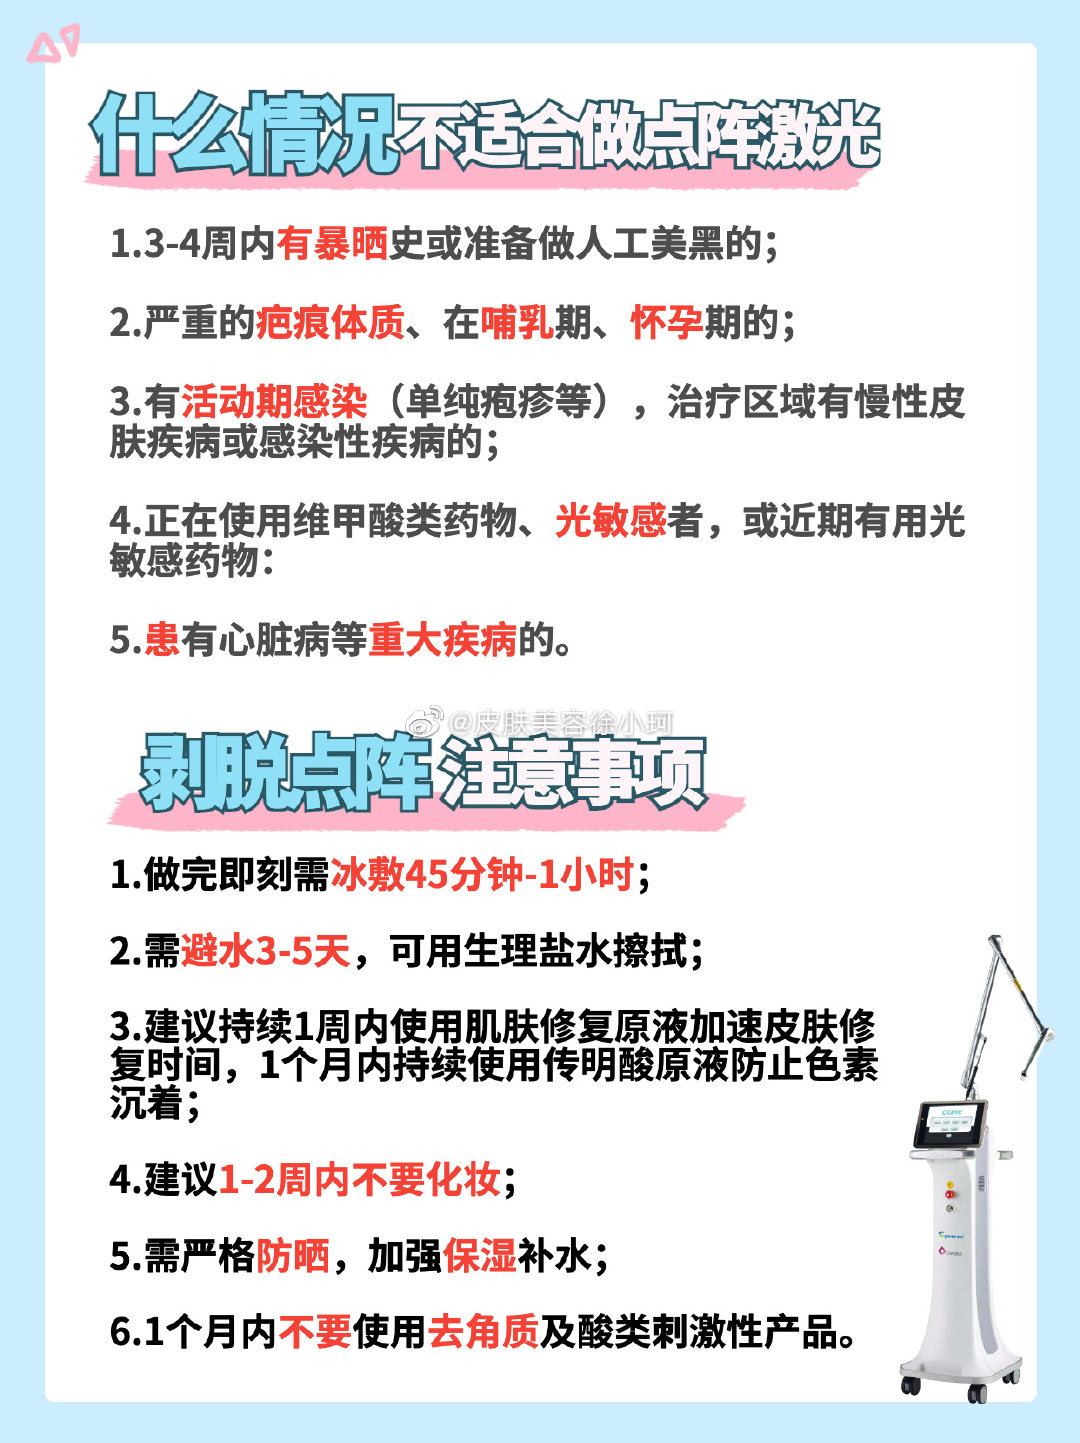 什么情况不适合做点阵激光
1.3-4周内有暴晒史或准备做人工美黑的；
2.严重的疤痕体质、在哺乳期、怀孕期的；
3.有活动期感染（单纯疱疹等），治疗区域有慢性皮
肤疾病或感染性疾病的；
4.正在使用维甲酸类药物、光敏感者，或近期有用光
敏感药物：
5.患有心脏病等重大疾病的。
@皮肤美容徐小珂
剥脱点阵 注意事项
1.做完即刻需冰敷45分钟-1小时；
2.需避水3-5天，可用生理盐水擦拭；
3.建议持续1周内使用肌肤修复原液加速皮肤修
复时间，1个月内持续使用传明酸原液防止色素
沉着；
4.建议1-2周内不要化妆；
5.需严格防晒，加强保湿补水；
6.1个月内不要使用去角质及酸类刺激性产品。
CORE
Syneron
CANDELA